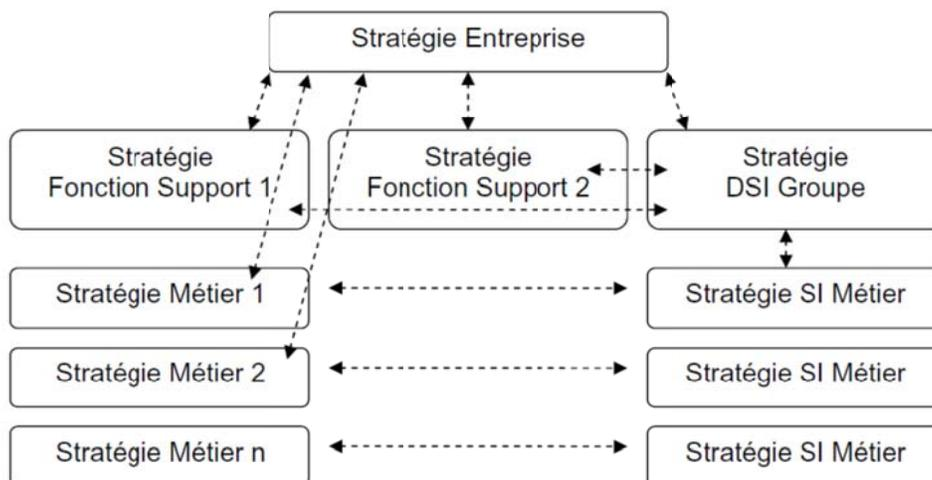 Stratégie Entreprise
Stratégie
Fonction Support 1
Stratégie
Fonction Support 2
Stratégie
DSI Groupe
Stratégie Métier 1
Stratégie SI Métier
Stratégie Métier 2
Stratégie SI Métier
Stratégie Métier n
Stratégie SI Métier